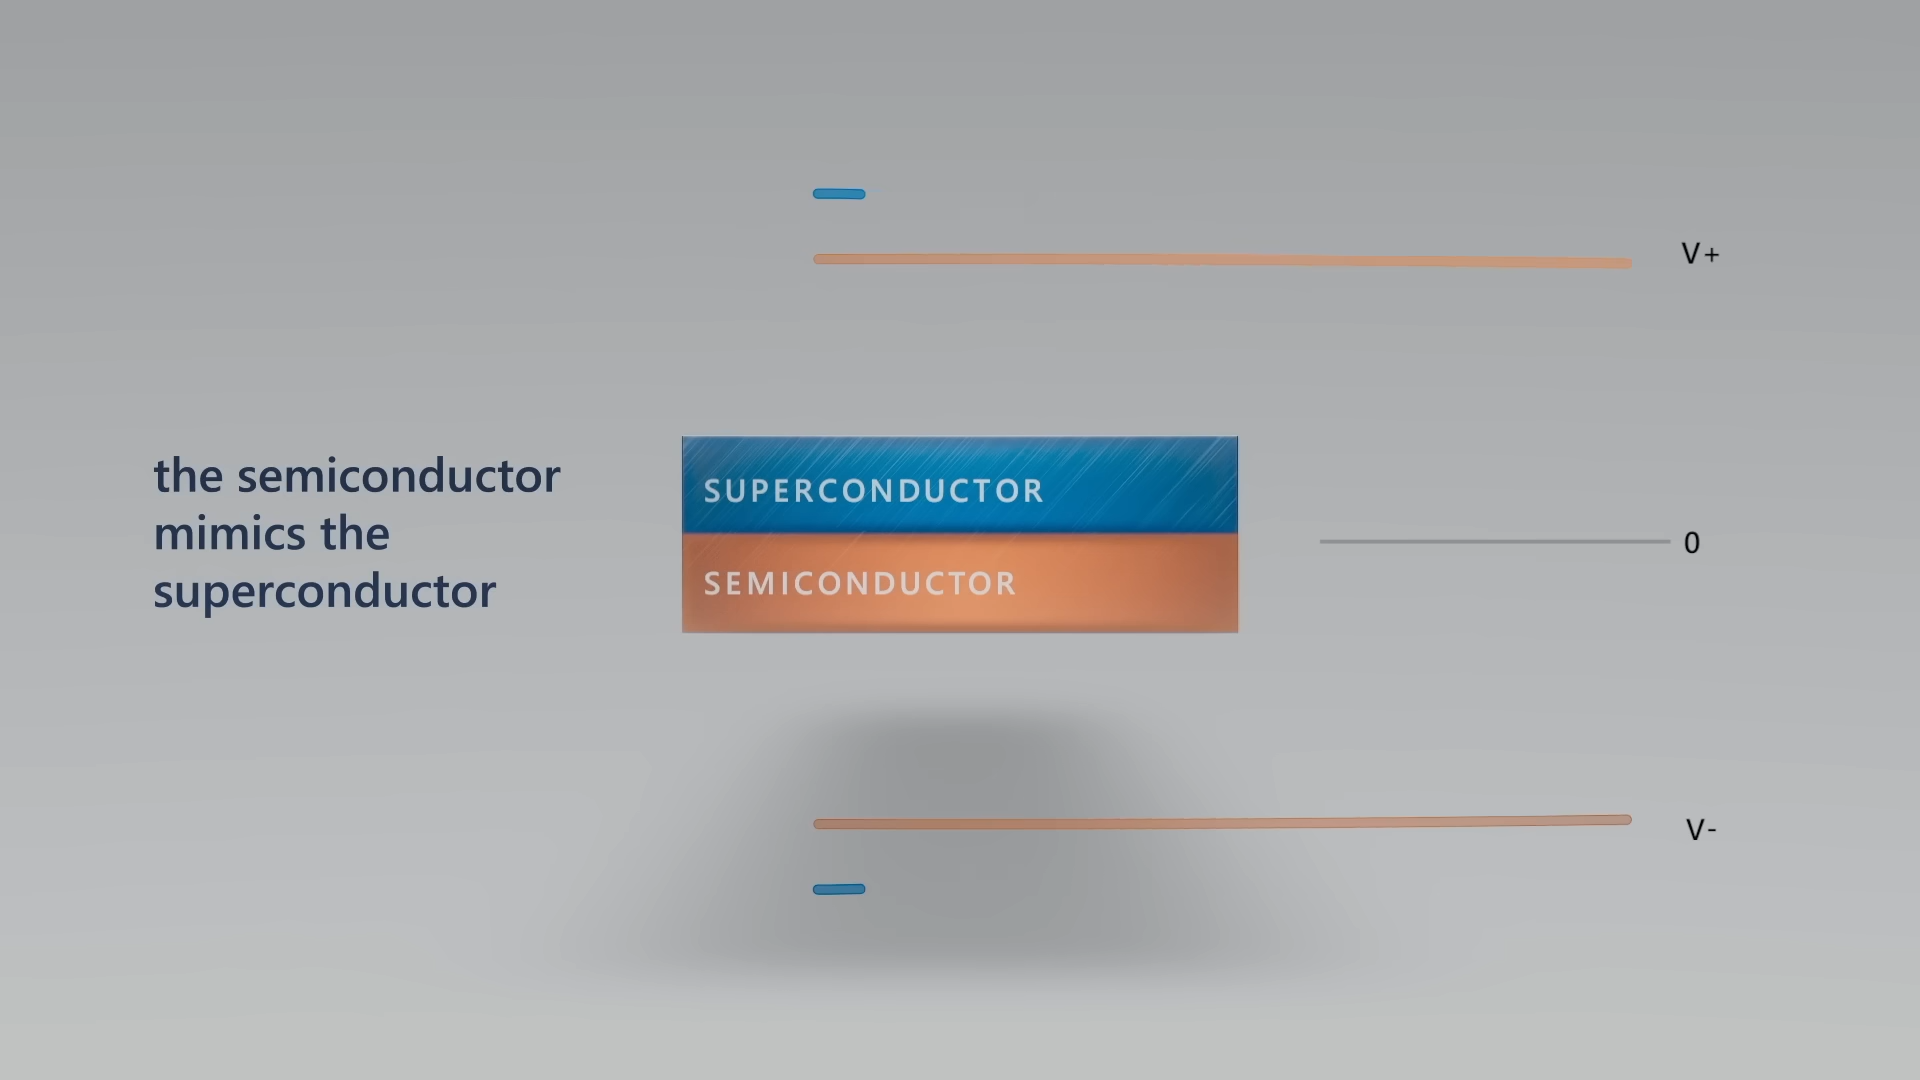 V+
the semiconductor
mimics the
superconductor
SUPERCONDUCTOR
SEMICONDUCTOR
0
V-